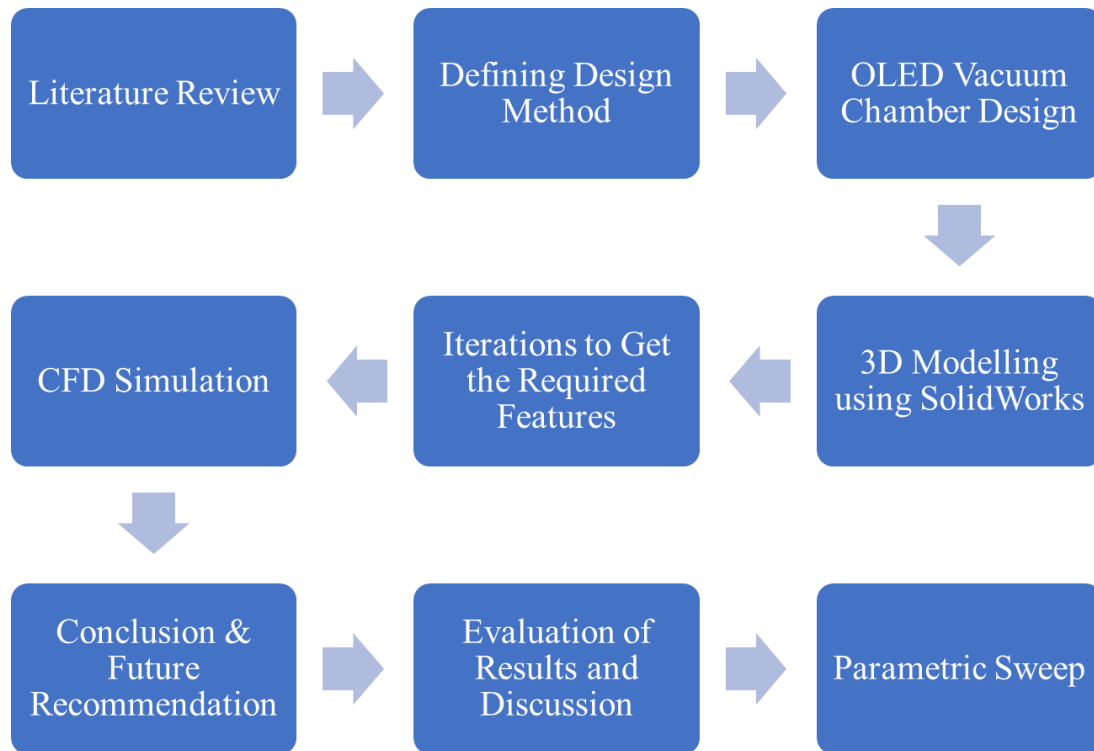 Literature Review
Defining Design
Method
OLED Vacuum
Chamber Design
3D Modelling
using SolidWorks
Iterations to Get
the Required
Features
CFD Simulation
Conclusion &
Future
Recommendation
Evaluation of
Results and
Discussion
Parametric Sweep